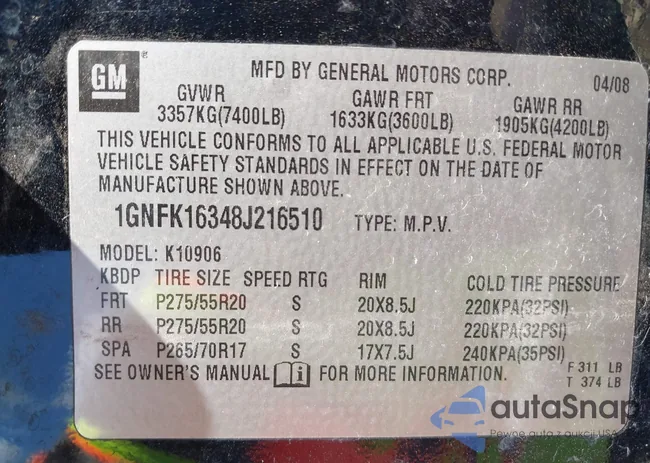 GM ®
MFD BY GENERAL MOTORS CORP. 04/08
GVWR GAWR FRT GAWR RR
3357KG(7400LB) 1633KG(3600LB) 1905KG(4200LB)
THIS VEHICLE CONFORMS TO ALL APPLICABLE U.S. FEDERAL MOTOR
VEHICLE SAFETY STANDARDS IN EFFECT ON THE DATE OF
MANUFACTURE SHOWN ABOVE.
1GNFK16348J216510 TYPE: M.P.V.
MODEL: K10906
KBDP TIRE SIZE SPEED RTG RIM COLD TIRE PRESSURE
FRT P275/55R20 S 20X8.5J 220KPA(32PSI)
RR P275/55R20 S 20X8.5J 220KPA(32PSI)
SPA P265/70R17 S 17X7.5J 240KPA(35PSI)
SEE OWNER'S MANUAL i FOR MORE INFORMATION.
F 311 LB
T 374 LB
autaSnap
Pewne auta z aukcji USA